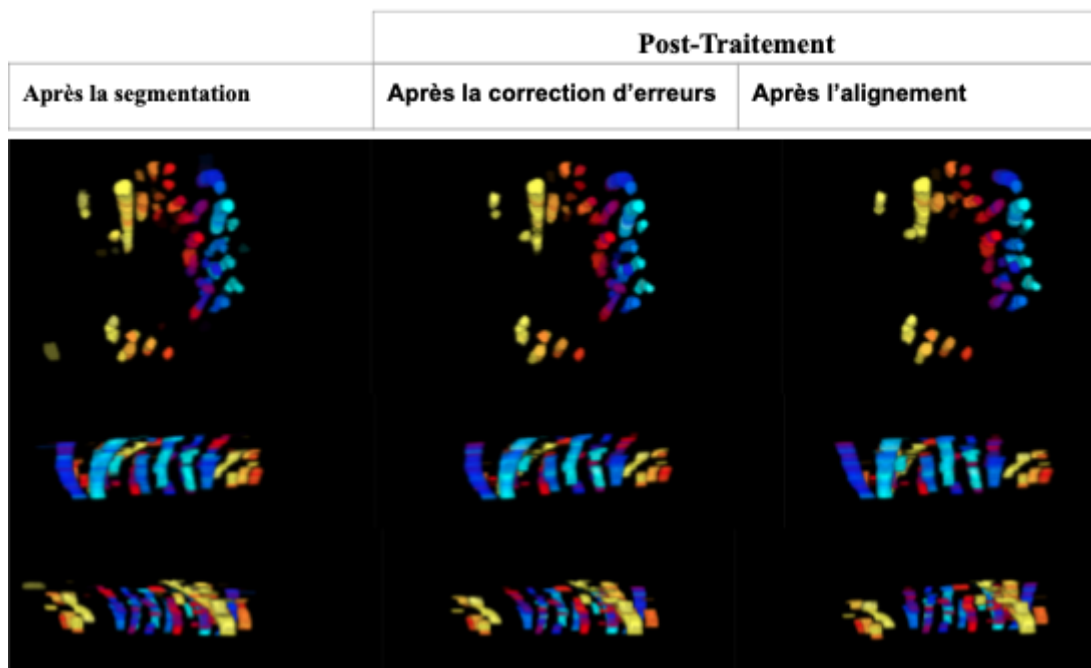 Post-Traitement
Après la segmentation
Après la correction d’erreurs
Après l’alignement